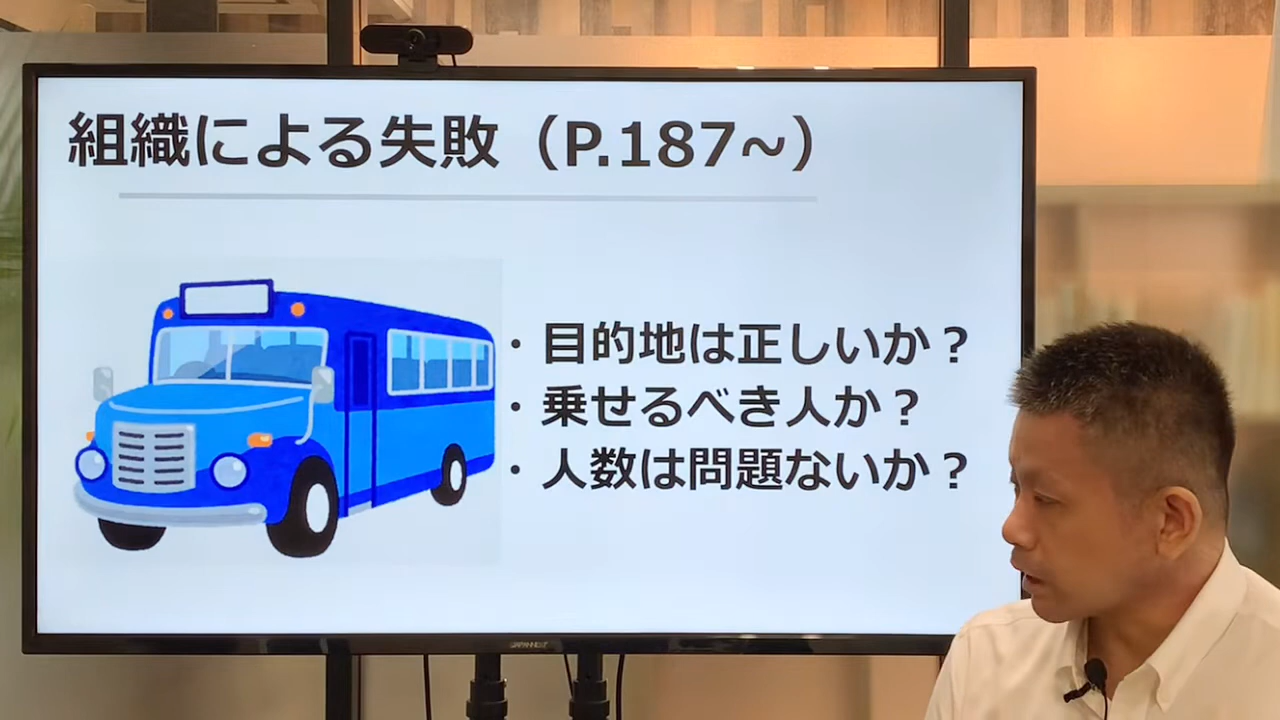 組織による失敗（P.187~）
・目的地は正しいか？
・乗せるべき人か？
・人数は問題ないか？